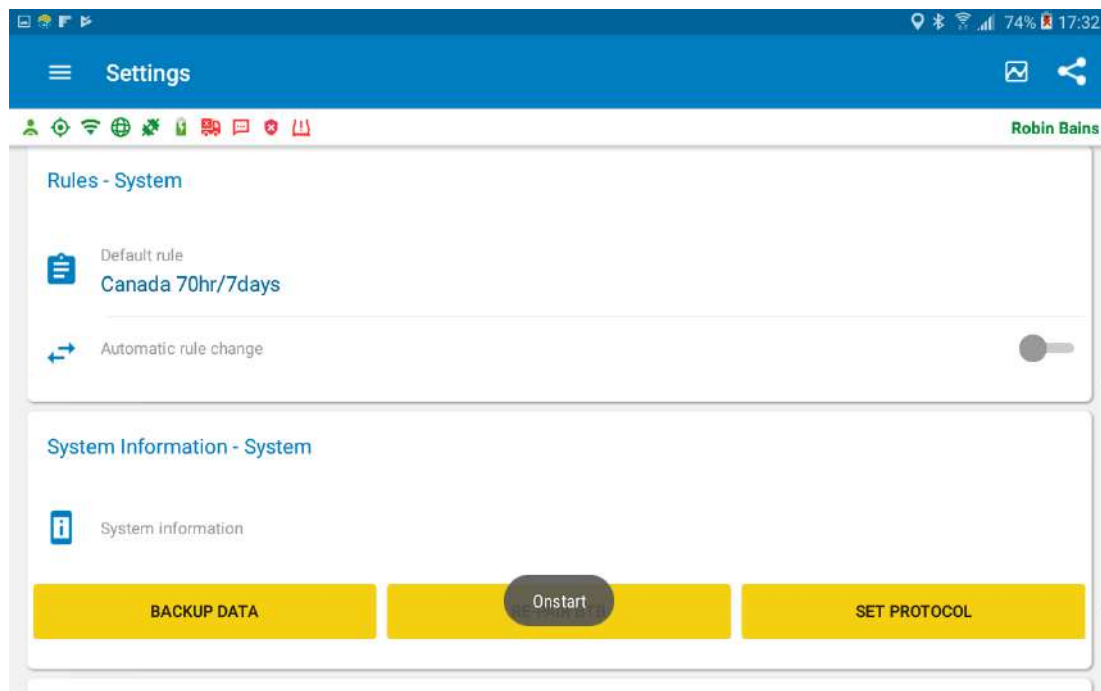 74% 17:32
Settings
Robin Bains
Rules - System
Default rule
Canada 70hr/7days
Automatic rule change
System Information - System
System information
BACKUP DATA
Onstart
SET PROTOCOL